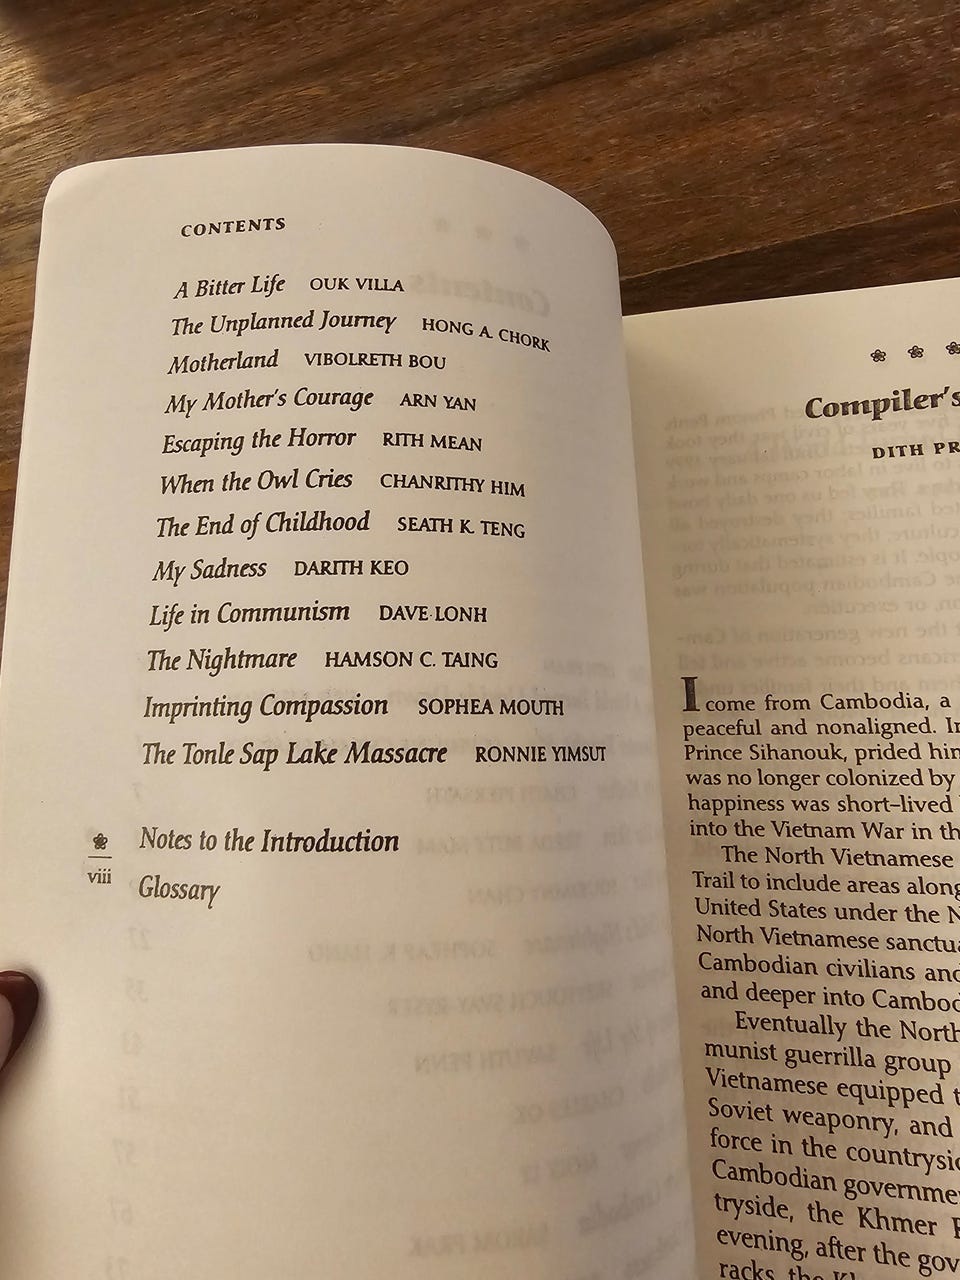 CONTENTS
A Bitter Life OUK VILLA
The Unplanned Journey HONG A. CHORK
Motherland VIBOLRETH BOU
My Mother's Courage ARN YAN
Escaping the Horror RITH MEAN
When the Owl Cries CHANRITHY HIM
The End of Childhood SEATH K. TENG
My Sadness DARITH KEO
Life in Communism DAVE LONH
The Nightmare HAMSON C. TAING
Imprinting Compassion SOPHEA MOUTH
The Tonle Sap Lake Massacre RONNIE YIMSUT
Notes to the Introduction
viii
Glossary
Compiler's
DITH PR
I come from Cambodia, a
peaceful and nonaligned. I
Prince Sihanouk, prided him
was no longer colonized by
happiness was short-lived
into the Vietnam War in th
The North Vietnamese
Trail to include areas along
United States under the N
North Vietnamese sanctua
Cambodian civilians and
and deeper into Cambod
Eventually the North
munist guerrilla group
Vietnamese equipped t
Soviet weaponry, and
force in the countrysid
Cambodian governme
tryside, the Khmer
evening, after the gov
racks, the Kh